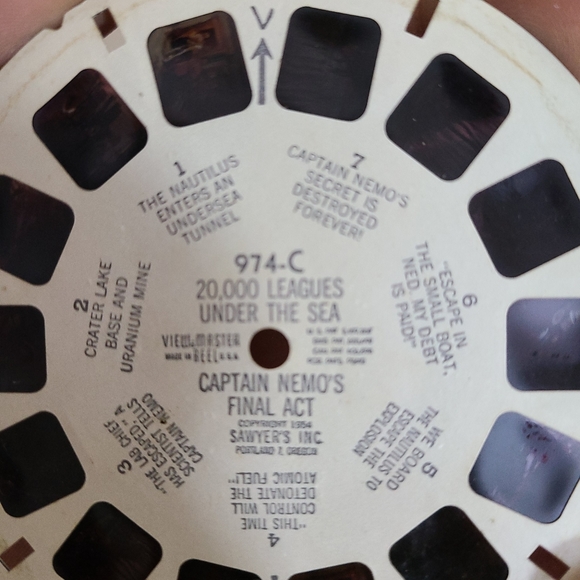 V
1
THE NAUTILUS
ENTERS AN
UNDERSEA
TUNNEL
7
CAPTAIN NEMO'S
SECRET IS
DESTROYED
FOREVER!
974-C
20,000 LEAGUES
UNDER THE SEA
VIEW-MASTER
MADE IN REEL U.S.A.
CAPTAIN NEMO'S
FINAL ACT
COPYRIGHT 1954
SAWYER'S INC.
PORTLAND 7, OREGON
2
CRATER LAKE
BASE AND
URANIUM MINE
3
"THE LAB CHIEF
HAS ESCAPED," A
SCIENTIST TELLS
CAPTAIN NEMO
4
"THIS TIME
CONTROL WILL
DETONATE THE
ATOMIC FUEL!"
5
WE BOARD
THE NAUTILUS TO
ESCAPE THE
EXPLOSION
6
"ESCAPE IN
THE SMALL BOAT,
NED. MY DEBT
IS PAID!"